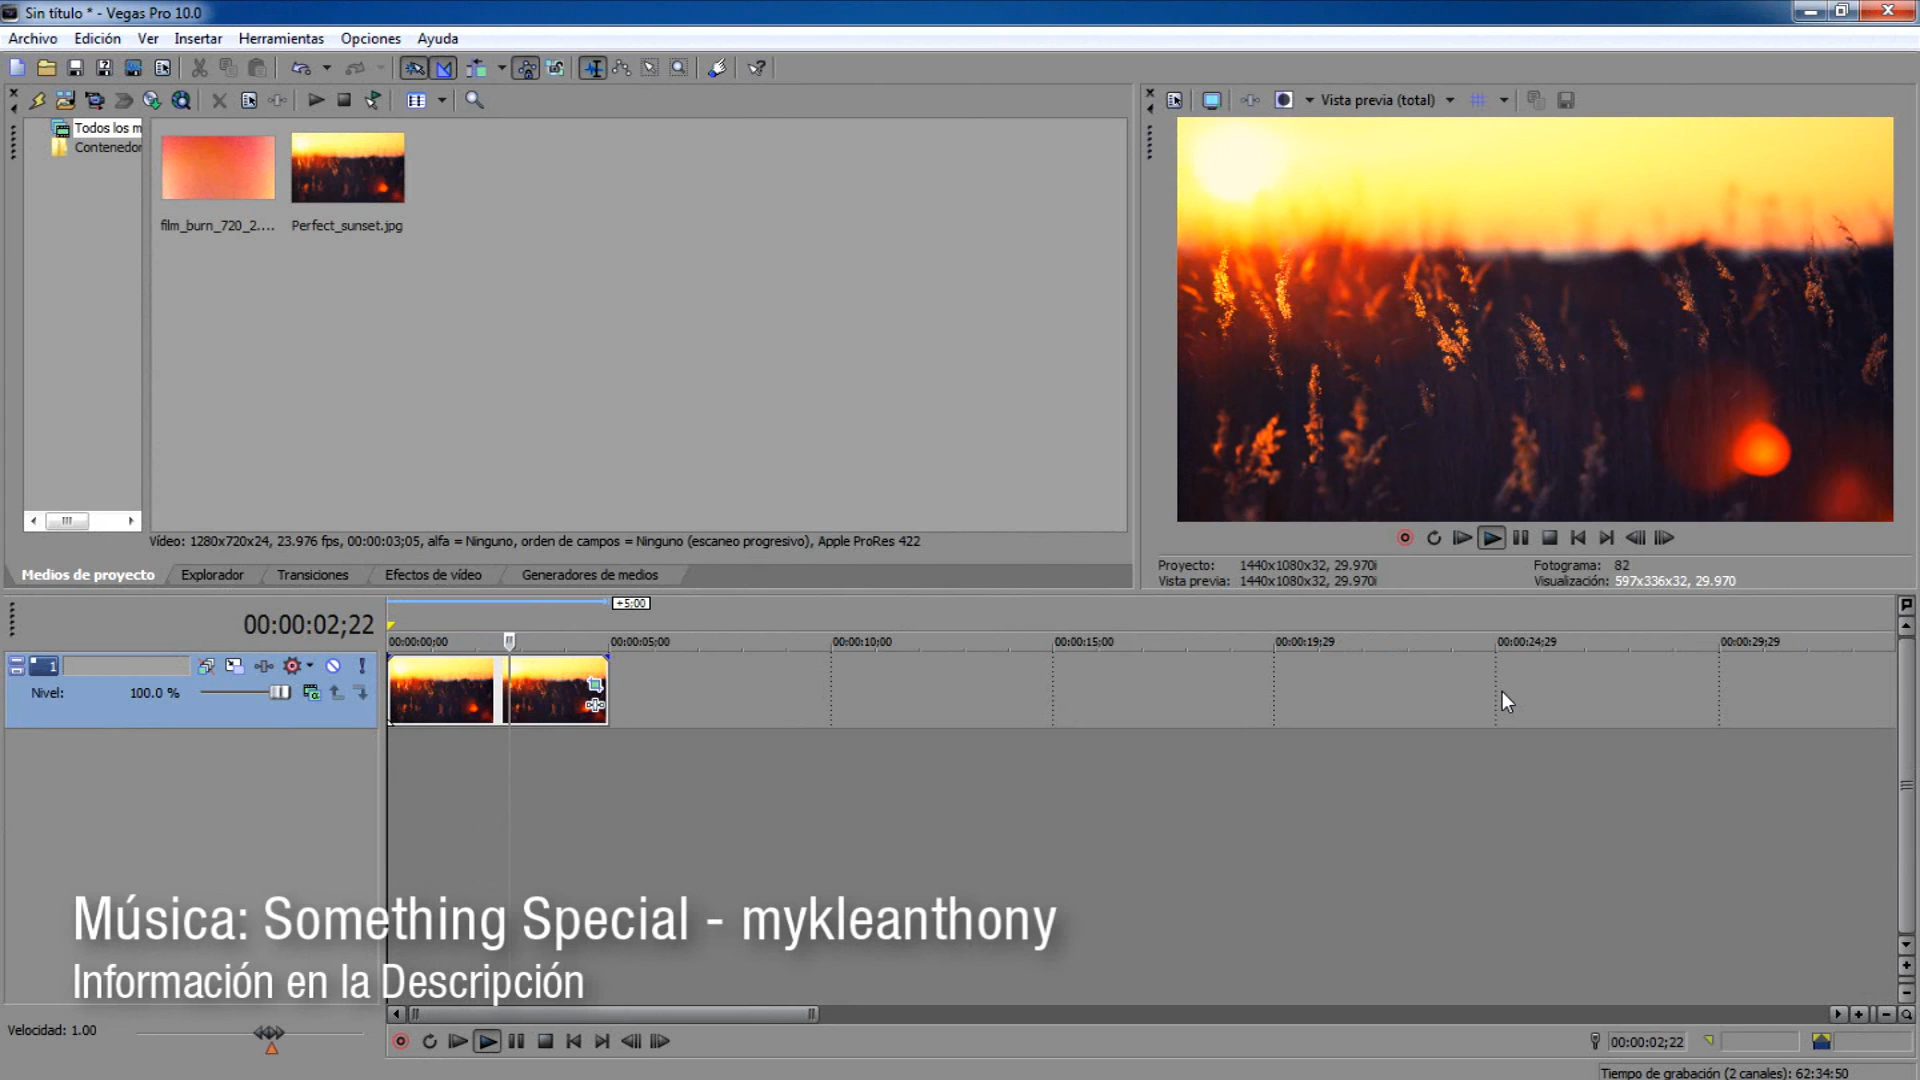 Sin título * - Vegas Pro 10.0
Archivo Edición Ver Insertar Herramientas Opciones Ayuda
Todos los m
Contenedor
film_burn_720_2.... Perfect_sunset.jpg
Vista previa (total)
Vídeo: 1280x720x24, 23.976 fps, 00:00:03;05, alfa = Ninguno, orden de campos = Ninguno (escaneo progresivo), Apple ProRes 422
Medios de proyecto Explorador Transiciones Efectos de vídeo Generadores de medios
Proyecto: 1440x1080x32, 29.970i Fotograma: 82
Vista previa: 1440x1080x32, 29.970i Visualización: 597x336x32, 29.970
+5:00
00:00:02;22
00:00:00;00 00:00:05;00 00:00:10;00 00:00:15;00 00:00:19;29 00:00:24;29 00:00:29;29
1
Nivel: 100.0 %
Música: Something Special - mykleanthony
Información en la Descripción
Velocidad: 1.00
00:00:02;22
Tiempo de grabación (2 canales): 62:34:50